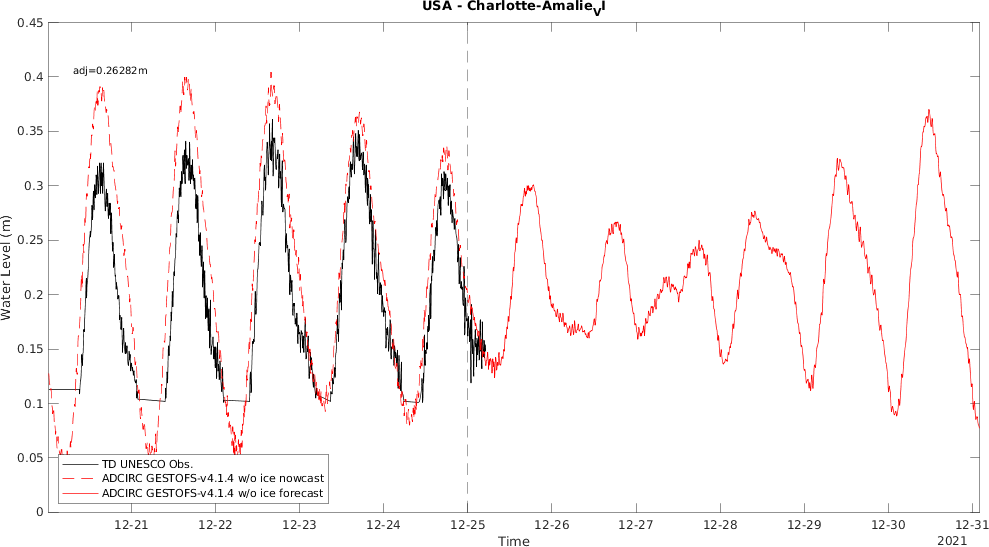 USA - Charlotte-AmalieVI
0.45
adj=0.26282m
0.4
0.35
0.3
0.25
0.2
0.15
0.1
0.05
0
Water Level (m)
TD UNESCO Obs.
ADCIRC GESTOFS-v4.1.4 w/o ice nowcast
ADCIRC GESTOFS-v4.1.4 w/o ice forecast
12-21 12-22 12-23 12-24 12-25 12-26 12-27 12-28 12-29 12-30 12-31
Time
2021